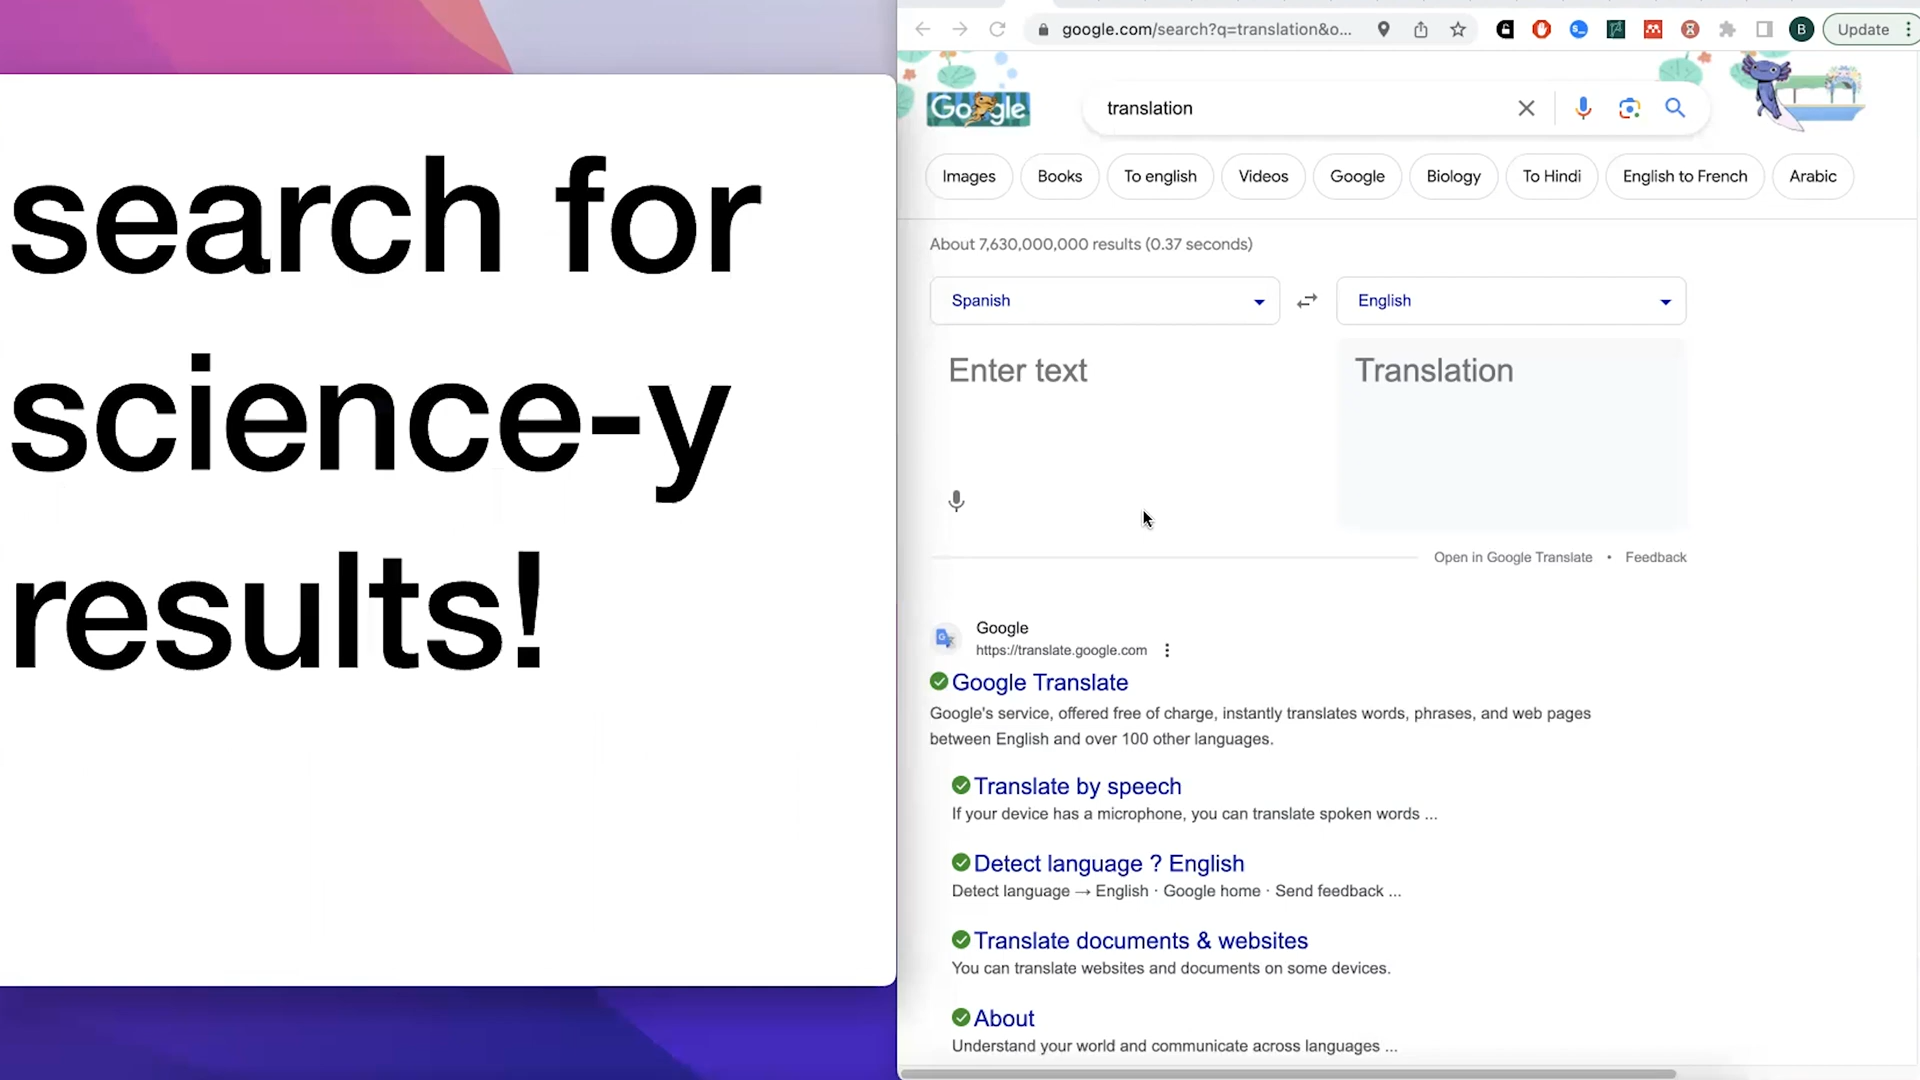 search for
science-y
results!
google.com/search?q=translation&o...
B
Update
Google
translation
Images
Books
To english
Videos
Google
Biology
To Hindi
English to French
Arabic
About 7,630,000,000 results (0.37 seconds)
Spanish
English
Enter text
Translation
Open in Google Translate • Feedback
Google
https://translate.google.com
Google Translate
Google's service, offered free of charge, instantly translates words, phrases, and web pages
between English and over 100 other languages.
Translate by speech
If your device has a microphone, you can translate spoken words ...
Detect language ? English
Detect language → English · Google home · Send feedback ...
Translate documents & websites
You can translate websites and documents on some devices.
About
Understand your world and communicate across languages ...